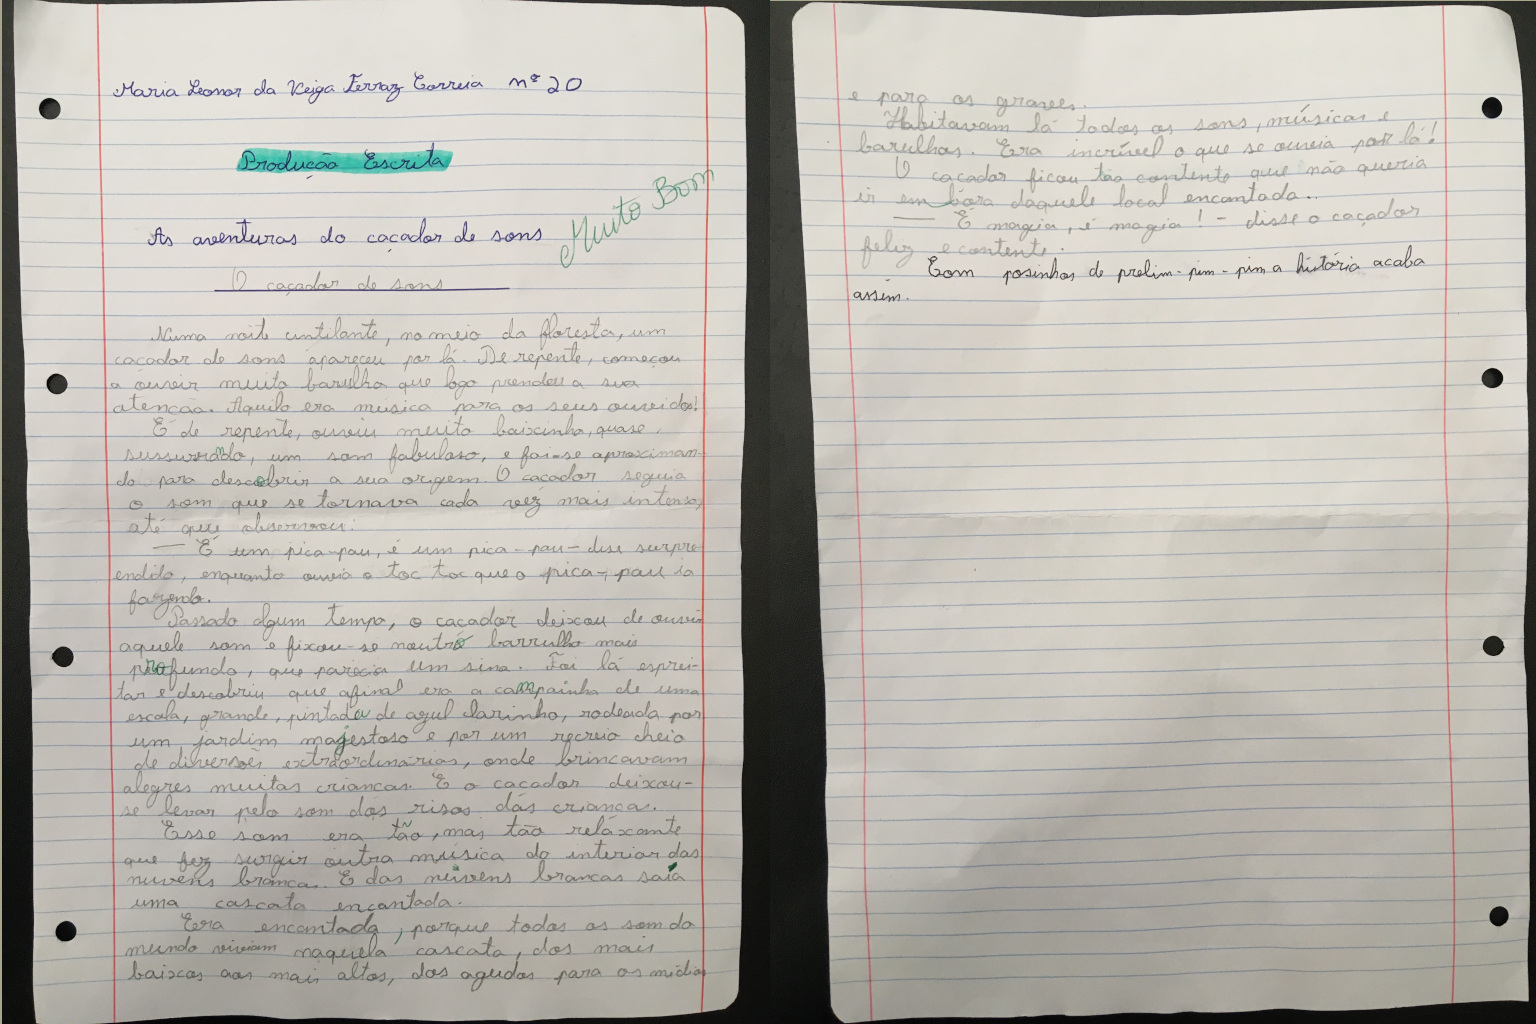 Maria Leonor da Veiga Ferraz Correia nº 20
Produção Escrita
Muito Bom
As aventuras do caçador de sons
O caçador de sons
Numa noite cintilante, no meio da floresta, um
caçador de sons apareceu por lá. De repente, começou
a ouvir muito barulho que logo prendeu a sua
atenção. Aquilo era música para os seus ouvidos!
E de repente, ouviu muito baixinho, quase
sussurrando, um som fabuloso, e foi-se aproximan-
do para descobrir a sua origem. O caçador seguia
o som que se tornava cada vez mais intenso,
até que observou:
— É um pica-pau, é um pica-pau - disse surpre
endido, enquanto ouvia o toc toc que o pica-pau ia
fazendo.
Passado algum tempo, o caçador deixou de ouvir
aquele som e fixou-se noutro barrulho mais
profundo, que parecia um sino. Foi lá esprei-
tar e descobriu que afinal era a campainha de uma
escola, grande, pintada de azul clarinho, rodeada por
um jardim majestoso e por um recreio cheio
de diversões extraordinárias, onde brincavam
alegres muitas crianças. E o caçador deixou-
se levar pelo som dos risos das crianças.
Esse som era tão, mas tão relaxante
que fez surgir outra música do interior das
nuvens brancas. E das nuvens brancas saía
uma cascata encantada.
Era encantada, porque todos os som do
mundo viviam naquela cascata, dos mais
baixos aos mais altos, dos agudos para os médios
e para os graves.
Habitavam lá todos os sons, músicas e
barulhos. Era incrível o que se ouvia por lá!
O caçador ficou tão contente que não queria
ir em bora daquele local encantado..
— É magia, é magia! - disse o caçador
feliz e contente.
Com posinhos de prelim-pim-pim a história acaba
assim.